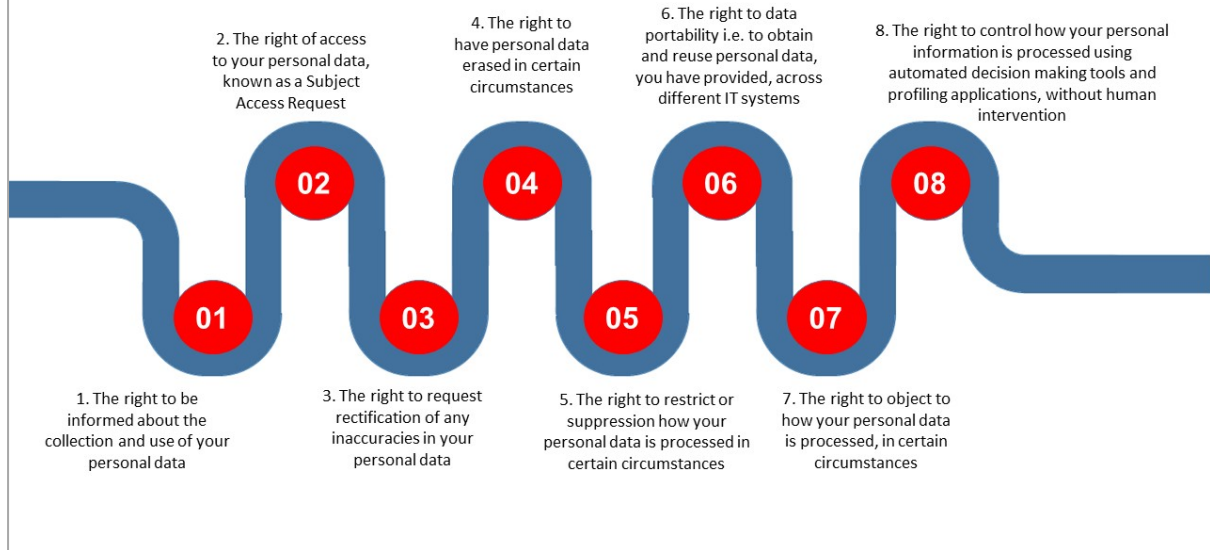 2. The right of access
to your personal data,
known as a Subject
Access Request
4. The right to
have personal data
erased in certain
circumstances
6. The right to data
portability i.e. to obtain
and reuse personal data,
you have provided, across
different IT systems
8. The right to control how your personal
information is processed using
automated decision making tools and
profiling applications, without human
intervention
02
04
06
08
01
03
05
07
1. The right to be
informed about the
collection and use of your
personal data
3. The right to request
rectification of any
inaccuracies in your
personal data
5. The right to restrict or
suppression how your
personal data is processed in
certain circumstances
7. The right to object to
how your personal data
is processed, in certain
circumstances